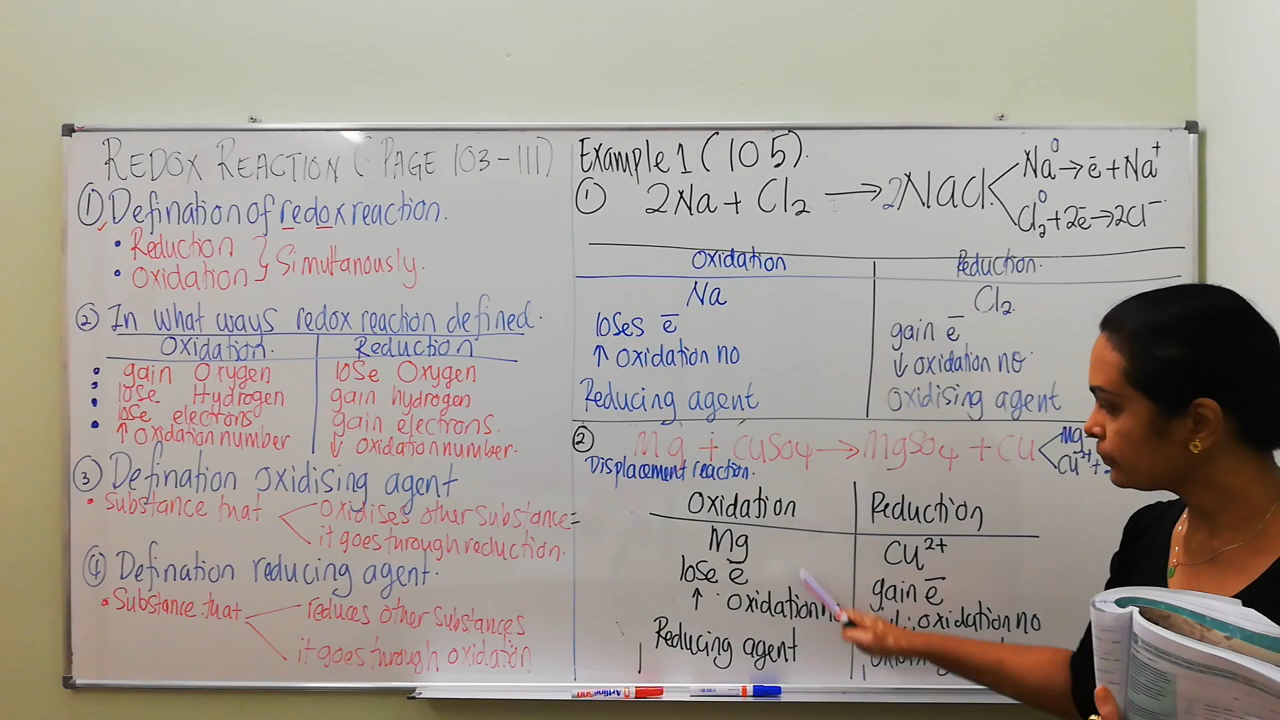 REDOX REACTION (PAGE 103-111)
① Defination of redox reaction.
• Reduction
• Oxidation } Simultanously.
② In what ways redox reaction defined.
Oxidation. Reduction
• gain Oxygen lose Oxygen
• lose Hydrogen gain hydrogen
• lose electrons gain electrons.
• ↑ Oxidation number ↓ oxidation number.
③ Defination oxidising agent
• Substance that oxidises other substance
it goes through reduction.
④ Defination reducing agent.
• Substance that reduces other substances
it goes through oxidation
Example 1 (105).
① 2Na + Cl₂ → 2NaCl
Na⁰ → e̅ + Na⁺
Cl₂⁰ + 2e̅ → 2Cl⁻
Oxidation Reduction.
Na Cl₂
loses e̅ gain e̅
↑ Oxidation no ↓ oxidation no.
Reducing agent Oxidising agent
② Mg + CuSO₄ → MgSO₄ + Cu
Mg
Cu²⁺+
Displacement reaction.
Oxidation Reduction
Mg Cu²⁺
lose e̅ gain e̅
↑ Oxidation oxidation no
Reducing agent
Artline